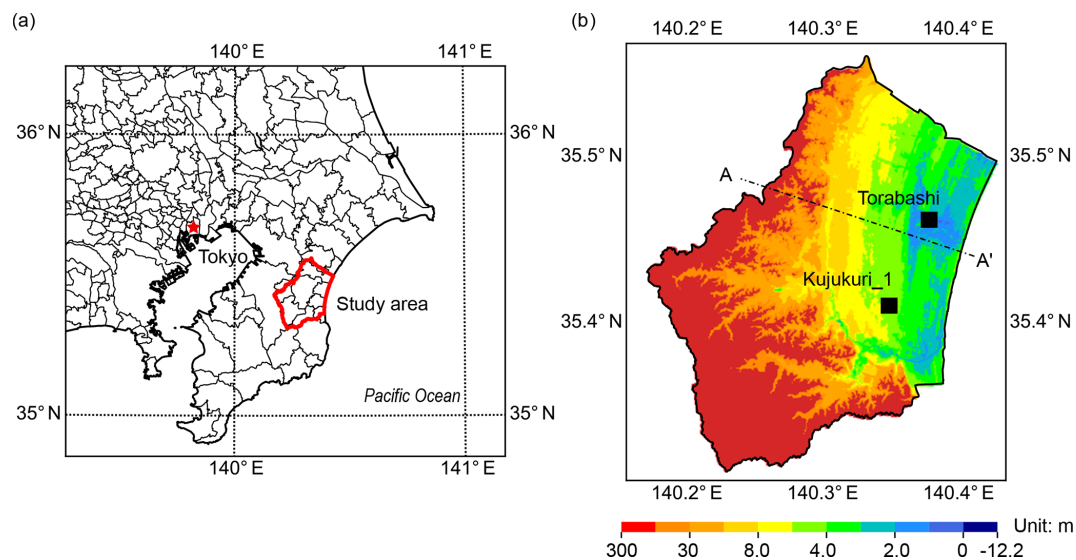 (a)
140° E
141° E
36° N
36° N
Tokyo
Study area
Pacific Ocean
35° N
35° N
140° E
141° E
(b)
140.2° E
140.3° E
140.4° E
35.5° N
35.5° N
A
Torabashi
A'
Kujukuri_1
35.4° N
35.4° N
140.2° E
140.3° E
140.4° E
Unit: m
300
30
8.0
4.0
2.0
0
-12.2